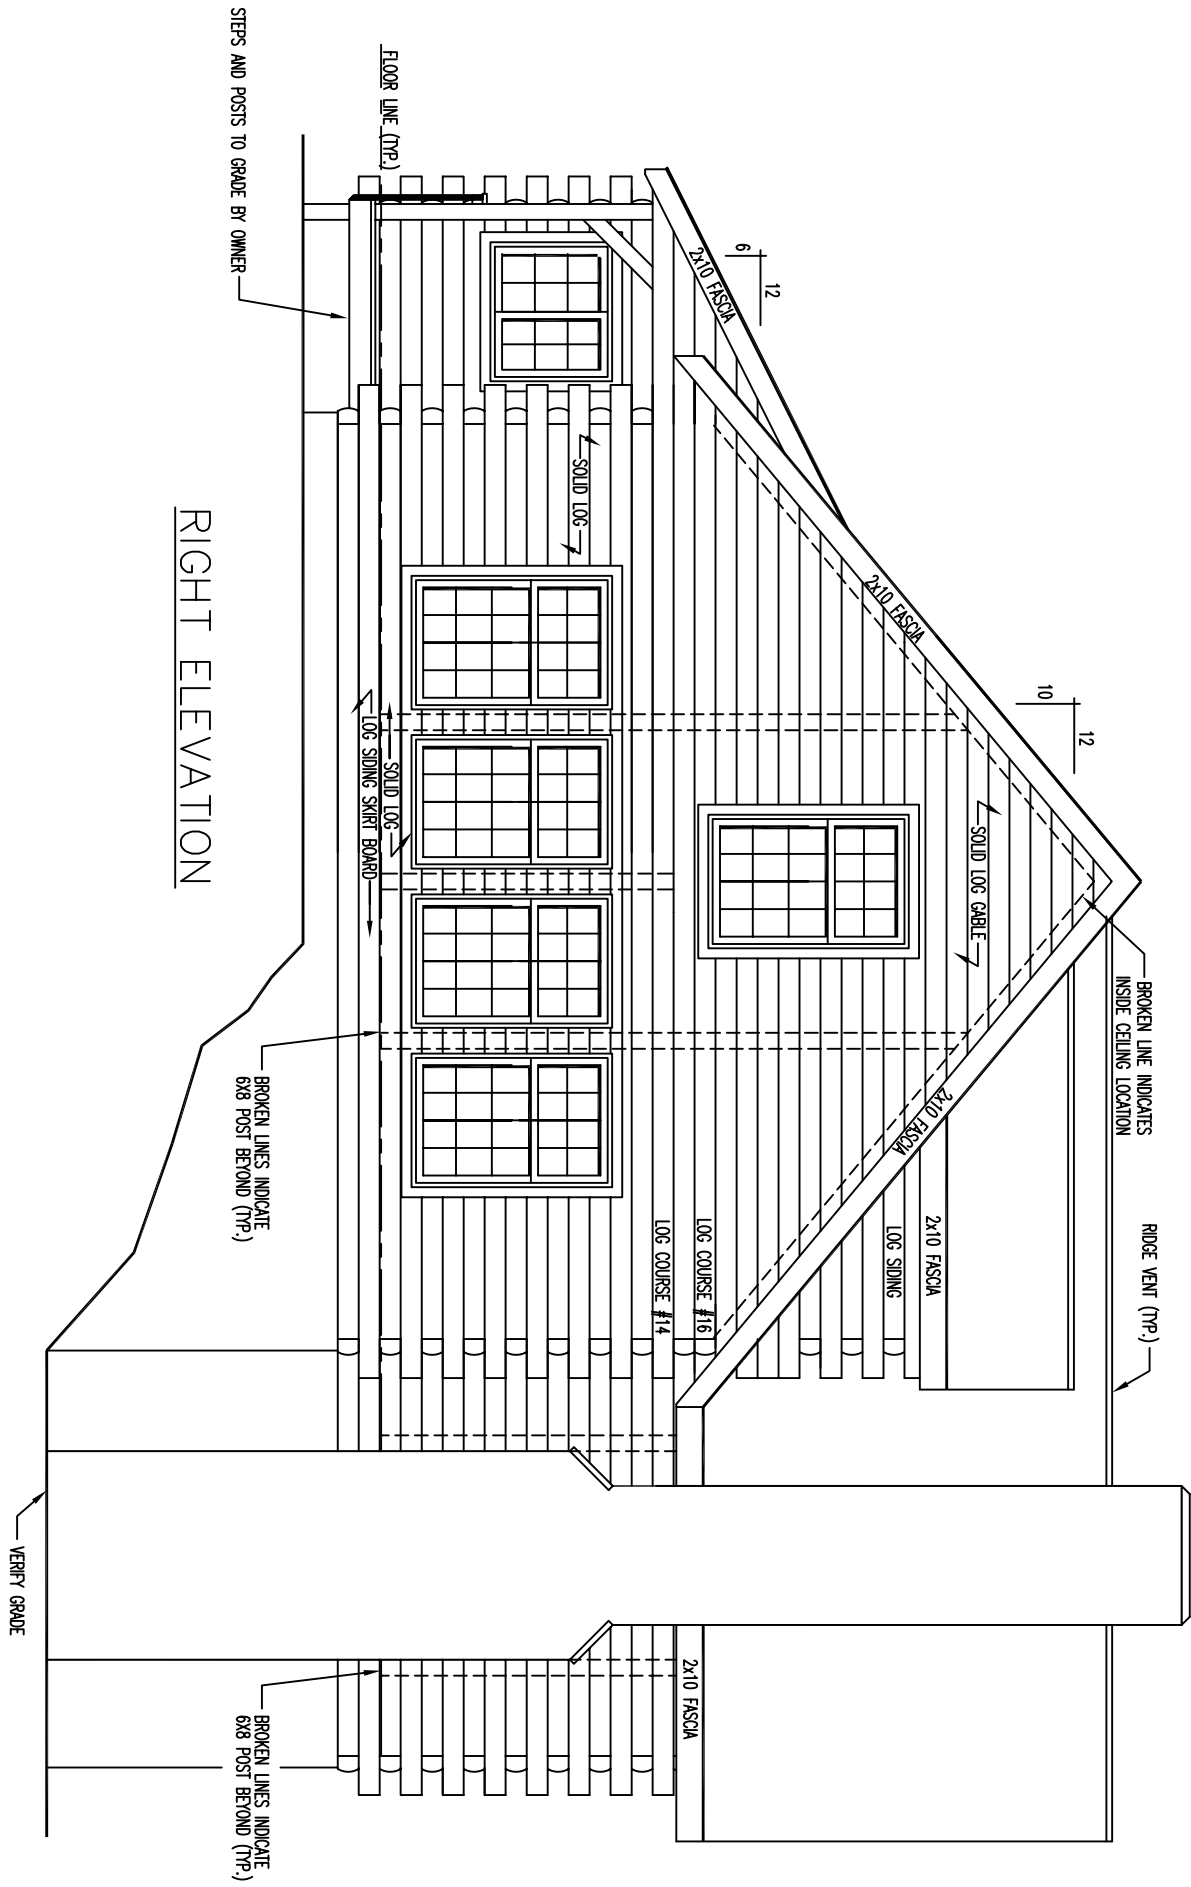 RIDGE VENT (TYP.)
BROKEN LINE INDICATES
INSIDE CEILING LOCATION
12
10
SOLID LOG GABLE
2x10 FASCIA
2x10 FASCIA
2x10 FASCIA
LOG SIDING
12
6
2x10 FASCIA
LOG COURSE #16
LOG COURSE #14
2x10 FASCIA
SOLID LOG
FLOOR LINE (TYP.)
SOLID LOG
LOG SIDING SKIRT BOARD
STEPS AND POSTS TO GRADE BY OWNER
BROKEN LINES INDICATE
6X8 POST BEYOND (TYP.)
BROKEN LINES INDICATE
6X8 POST BEYOND (TYP.)
RIGHT ELEVATION
VERIFY GRADE